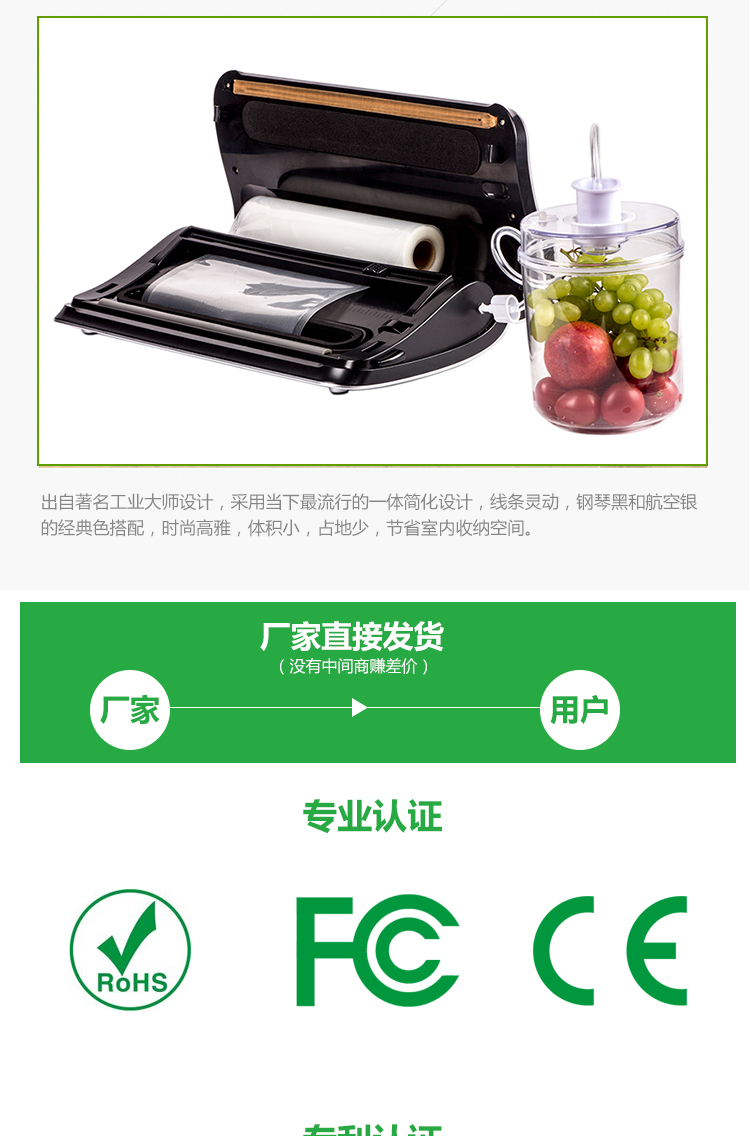 出自著名工业大师设计，采用当下最流行的一体简化设计，线条灵动，钢琴黑和航空银
的经典色搭配，时尚高雅，体积小，占地少，节省室内收纳空间。
厂家直接发货
（没有中间商赚差价）
厂家
用户
专业认证
RoHS
FC
CE
专利认证